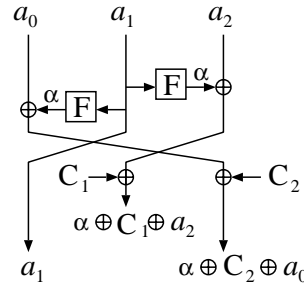 a₀ a₁ a₂
α F F α
C₁ C₂
α ⊕ C₁ ⊕ a₂
a₁ α ⊕ C₂ ⊕ a₀